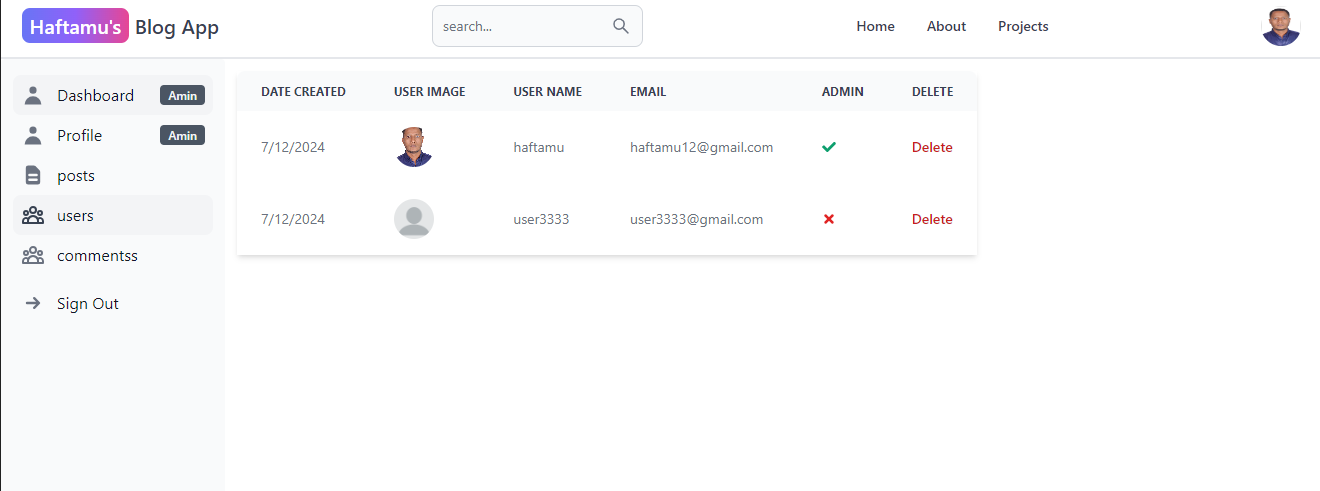 Haftamu's Blog App
search...
Home About Projects
Dashboard Amin
Profile Amin
posts
users
commentss
Sign Out
DATE CREATED USER IMAGE USER NAME EMAIL ADMIN DELETE
7/12/2024 haftamu haftamu12@gmail.com Delete
7/12/2024 user3333 user3333@gmail.com Delete